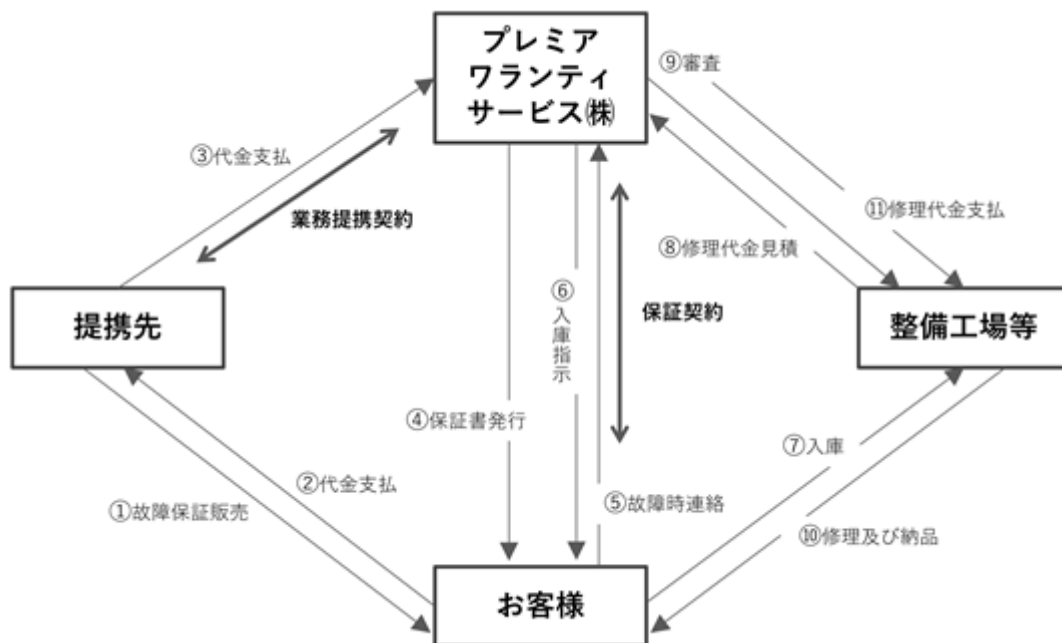 プレミア
ワランティ
サービス㈱
⑨審査
③代金支払
業務提携契約
⑪修理代金支払
⑧修理代金見積
⑥入庫指示
保証契約
提携先
整備工場等
④保証書発行
⑦入庫
②代金支払
⑤故障時連絡
①故障保証販売
⑩修理及び納品
お客様